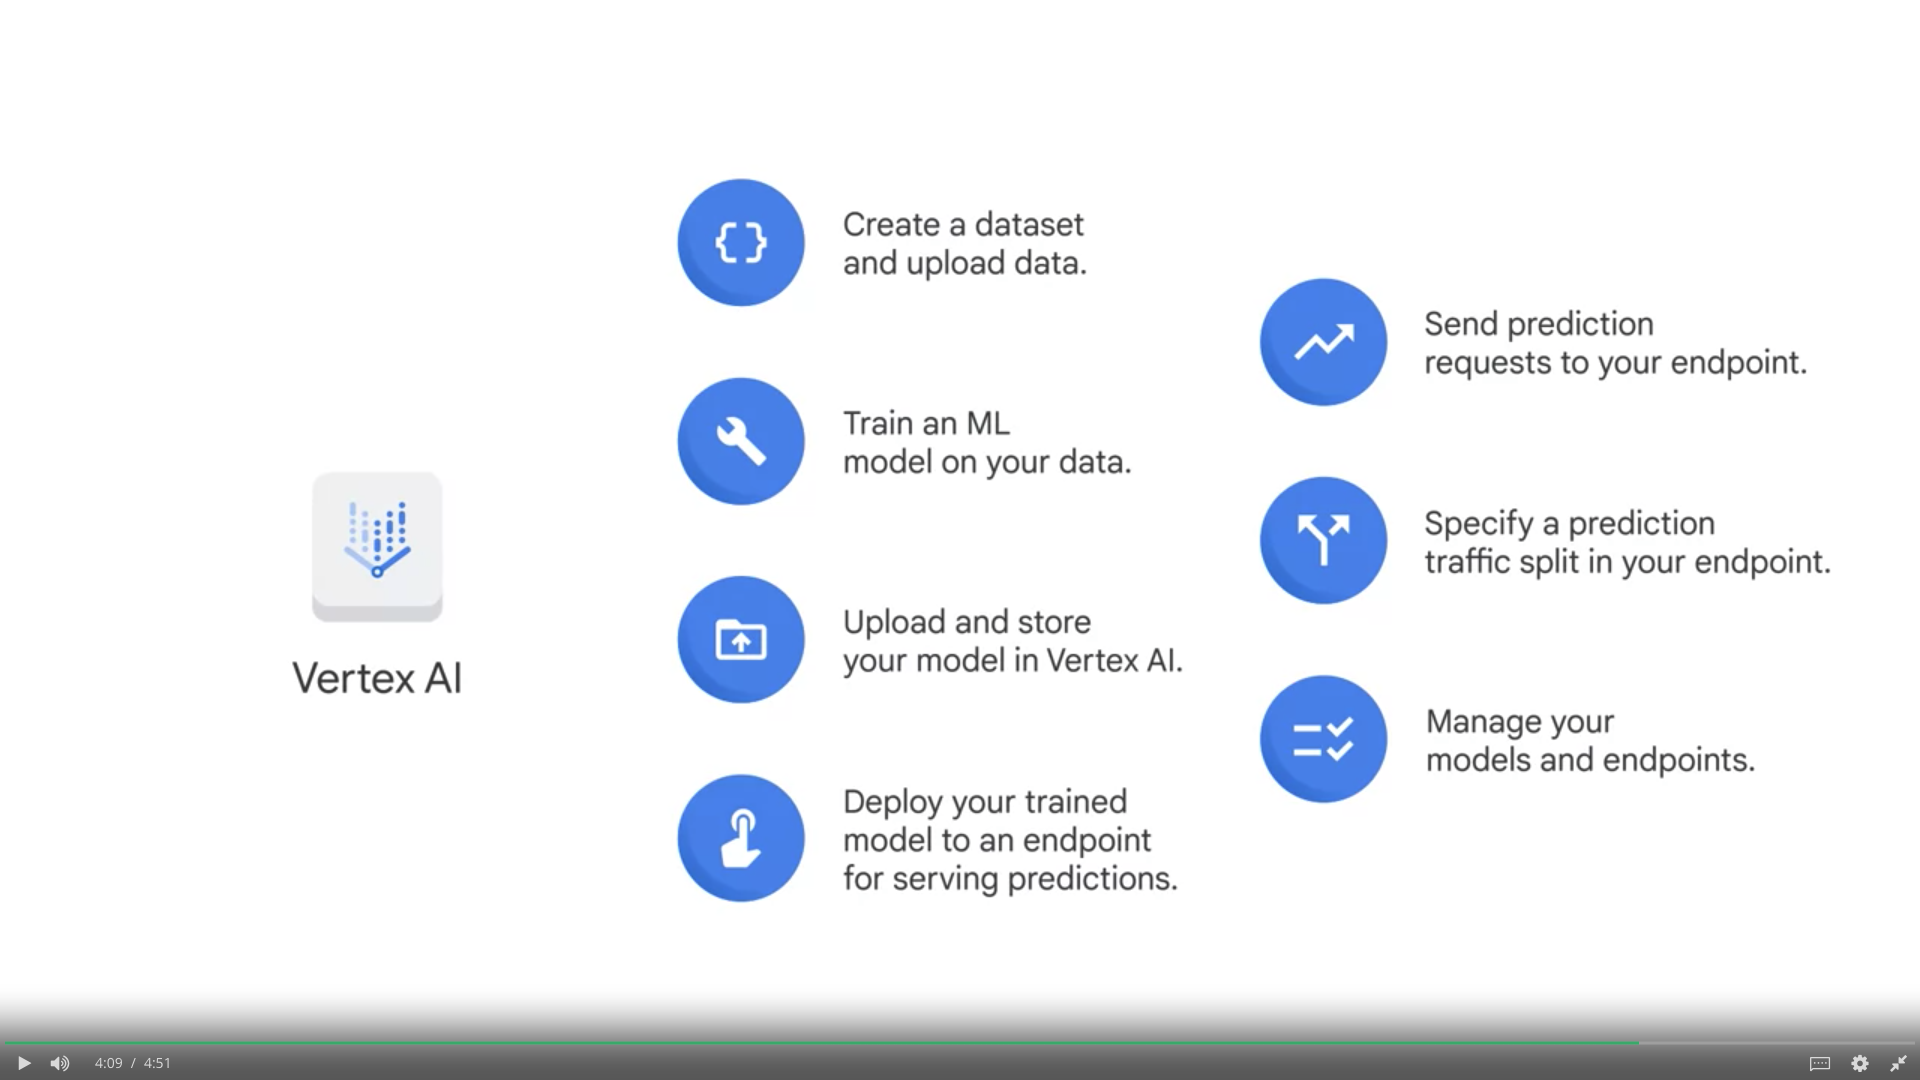 Vertex AI
Create a dataset
and upload data.
Train an ML
model on your data.
Upload and store
your model in Vertex AI.
Deploy your trained
model to an endpoint
for serving predictions.
Send prediction
requests to your endpoint.
Specify a prediction
traffic split in your endpoint.
Manage your
models and endpoints.
4:09 / 4:51